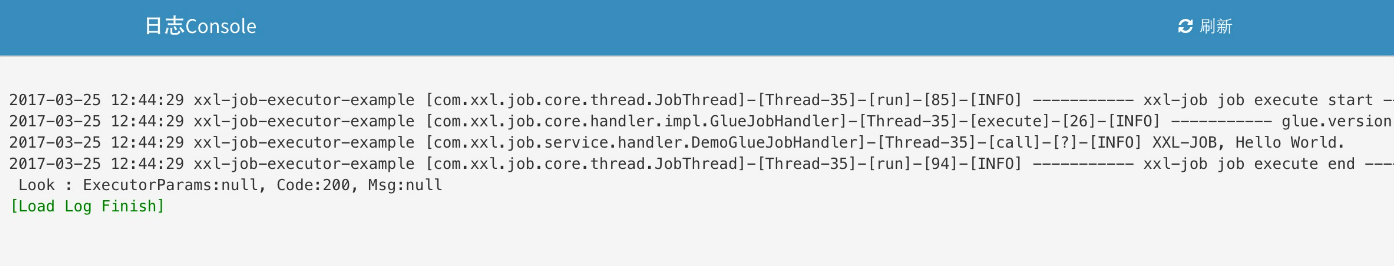 日志Console
刷新
2017-03-25 12:44:29 xxl-job-executor-example [com.xxl.job.core.thread.JobThread]-[Thread-35]-[run]-[85]-[INFO] ----------- xxl-job job execute start --
2017-03-25 12:44:29 xxl-job-executor-example [com.xxl.job.core.handler.impl.GlueJobHandler]-[Thread-35]-[execute]-[26]-[INFO] ----------- glue.version
2017-03-25 12:44:29 xxl-job-executor-example [com.xxl.job.service.handler.DemoGlueJobHandler]-[Thread-35]-[call]-[?]-[INFO] XXL-JOB, Hello World.
2017-03-25 12:44:29 xxl-job-executor-example [com.xxl.job.core.thread.JobThread]-[Thread-35]-[run]-[94]-[INFO] ----------- xxl-job job execute end ----
Look : ExecutorParams:null, Code:200, Msg:null
[Load Log Finish]